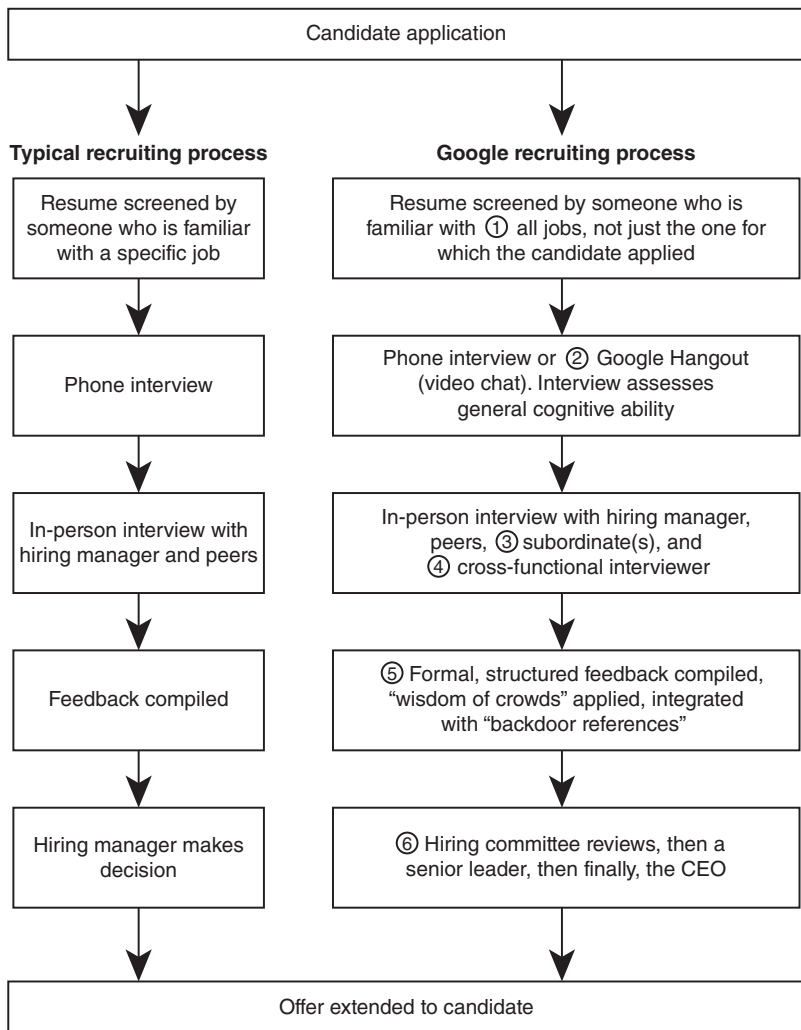 Candidate application
Typical recruiting process
Google recruiting process
Resume screened by
someone who is familiar
with a specific job
Resume screened by someone who is
familiar with ① all jobs, not just the one for
which the candidate applied
Phone interview
Phone interview or ② Google Hangout
(video chat). Interview assesses
general cognitive ability
In-person interview with
hiring manager and peers
In-person interview with hiring manager,
peers, ③ subordinate(s), and
④ cross-functional interviewer
Feedback compiled
⑤ Formal, structured feedback compiled,
“wisdom of crowds” applied, integrated
with “backdoor references”
Hiring manager makes
decision
⑥ Hiring committee reviews, then a
senior leader, then finally, the CEO
Offer extended to candidate